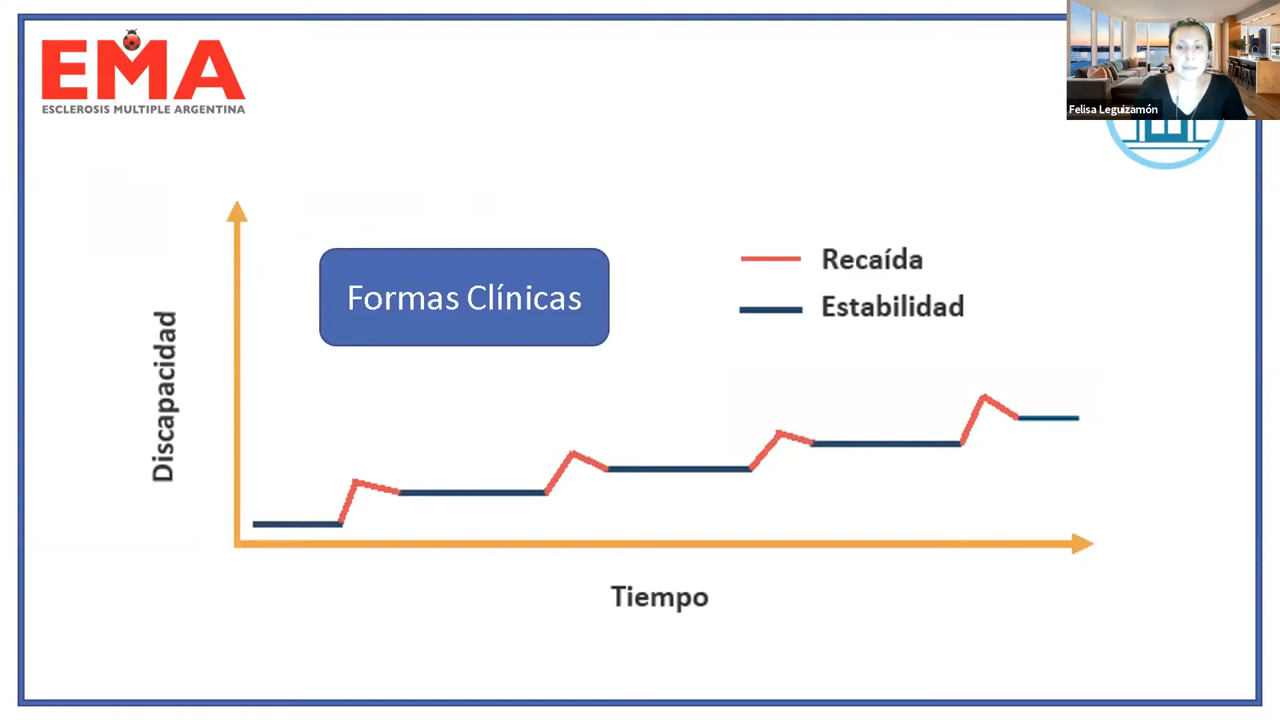 EMA
ESCLEROSIS MULTIPLE ARGENTINA
Felisa Leguizamón
Formas Clínicas
Recaída
Estabilidad
Discapacidad
Tiempo